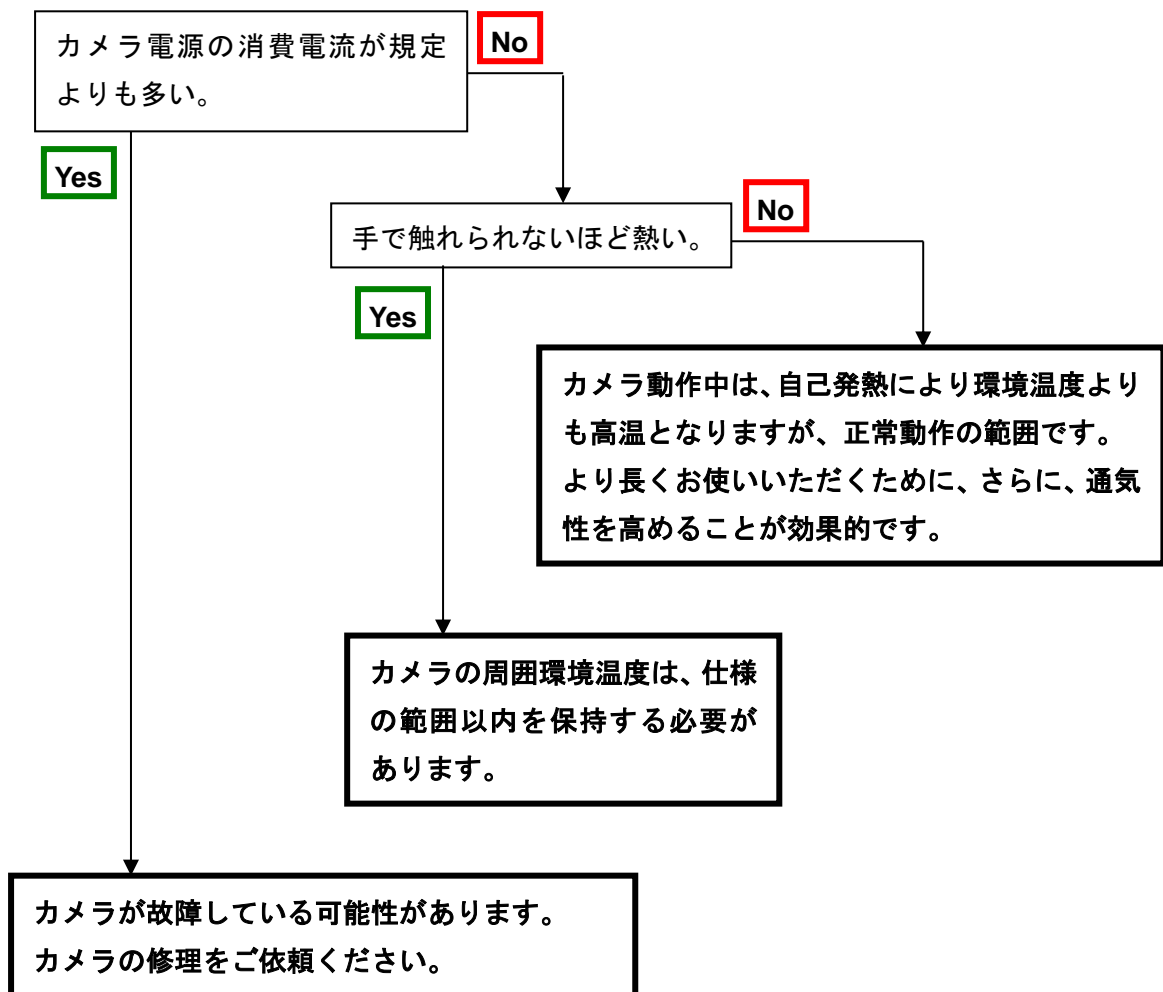 カメラ電源の消費電流が規定
よりも多い。
No
Yes
手で触れられないほど熱い。
No
Yes
カメラ動作中は、自己発熱により環境温度より
も高温となりますが、正常動作の範囲です。
より長くお使いいただくために、さらに、通気
性を高めることが効果的です。
カメラの周囲環境温度は、仕様
の範囲以内を保持する必要が
あります。
カメラが故障している可能性があります。
カメラの修理をご依頼ください。